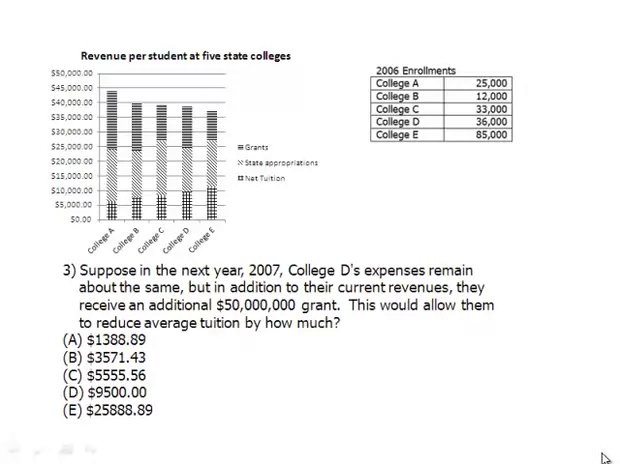 Revenue per student at five state colleges
$50,000.00
$45,000.00
$40,000.00
$35,000.00
$30,000.00
$25,000.00
$20,000.00
$15,000.00
$10,000.00
$5,000.00
$0.00
College A
College B
College C
College D
College E
Grants
State appropriations
Net Tuition
2006 Enrollments
College A 25,000
College B 12,000
College C 33,000
College D 36,000
College E 85,000
3) Suppose in the next year, 2007, College D's expenses remain
about the same, but in addition to their current revenues, they
receive an additional $50,000,000 grant. This would allow them
to reduce average tuition by how much?
(A) $1388.89
(B) $3571.43
(C) $5555.56
(D) $9500.00
(E) $25888.89